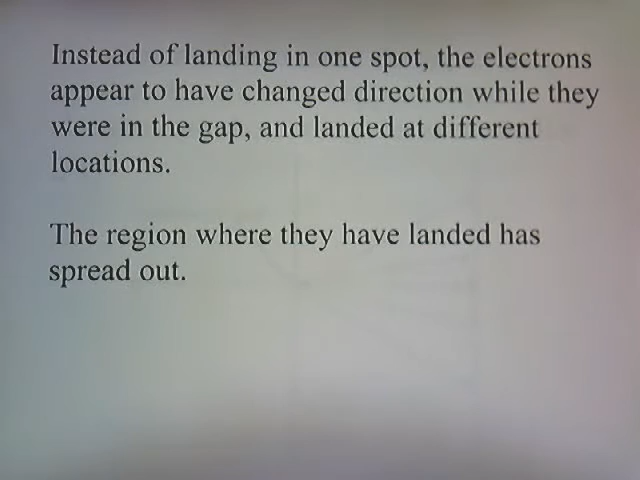 Instead of landing in one spot, the electrons
appear to have changed direction while they
were in the gap, and landed at different
locations.
The region where they have landed has
spread out.